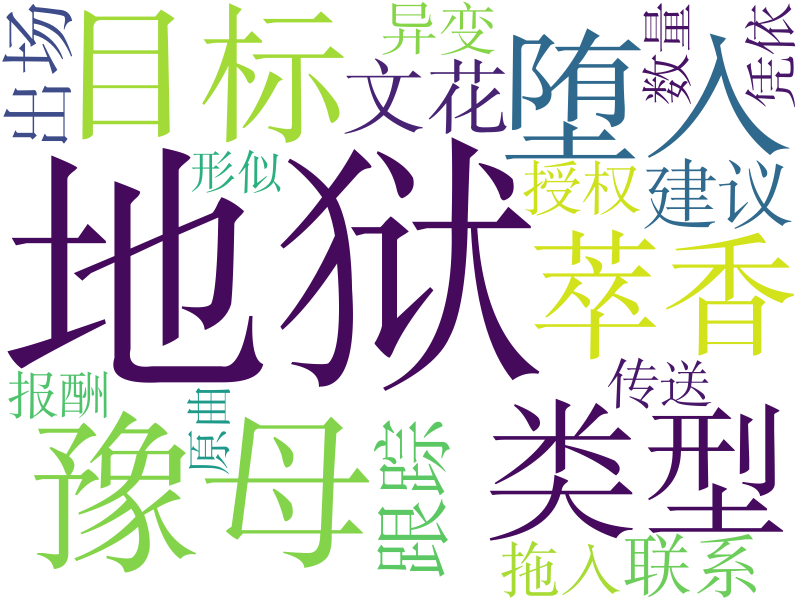 出场
目标
异变
文花
堕入
数量
凭依
地狱
形似
授权
建议
萃香
报酬
豫母
原曲
跟踪
类型
传送
拖入
联系